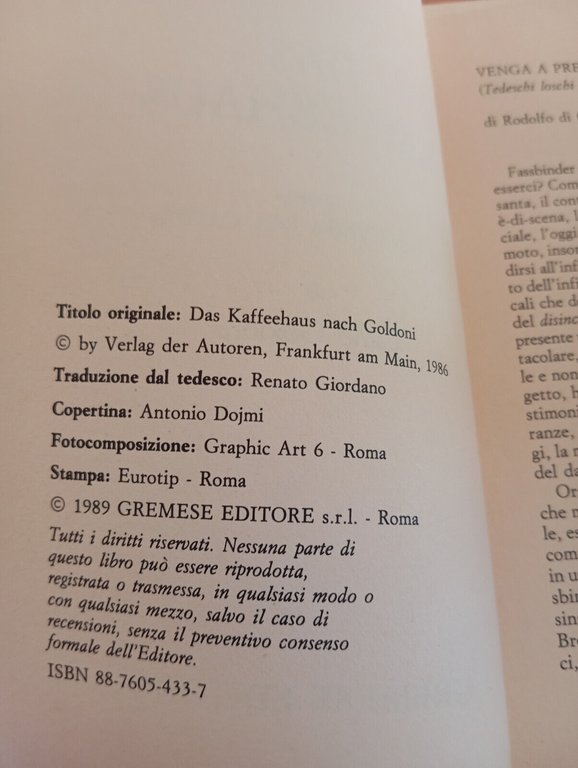 Titolo originale: Das Kaffeehaus nach Goldoni
© by Verlag der Autoren, Frankfurt am Main, 1986
Traduzione dal tedesco: Renato Giordano
Copertina: Antonio Dojmi
Fotocomposizione: Graphic Art 6 - Roma
Stampa: Eurotip - Roma
© 1989 GREMESE EDITORE s.r.l. - Roma
Tutti i diritti riservati. Nessuna parte di
questo libro può essere riprodotta,
registrata o trasmessa, in qualsiasi modo o
con qualsiasi mezzo, salvo il caso di
recensioni, senza il preventivo consenso
formale dell'Editore.
ISBN 88-7605-433-7
VENGA A PRE
(Tedeschi loschi
di Rodolfo di
Fassbinder
esserci? Com
santa, il con
è-di-scena, l
ciale, l'oggi
moto, insor
dirsi all'inf
to dell'infi
cali che d
del disinc
presente
tacolare,
le e non
getto, h
stimoni
ranze,
gi, la
del da
Or
che
le, es
com
in u
sbin
sin
Bre
ci,